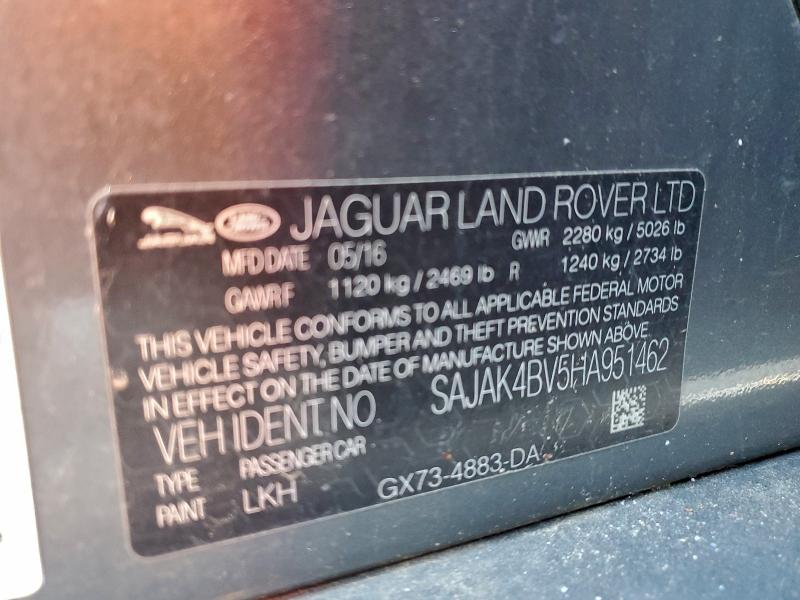 JAGUAR LAND ROVER LTD
MFD DATE 05/16 GVWR 2280 kg / 5026 lb
GAWR F 1120 kg / 2469 lb R 1240 kg / 2734 lb
THIS VEHICLE CONFORMS TO ALL APPLICABLE FEDERAL MOTOR
VEHICLE SAFETY, BUMPER AND THEFT PREVENTION STANDARDS
IN EFFECT ON THE DATE OF MANUFACTURE SHOWN ABOVE
VEH IDENT NO SAJAK4BV5HA951462
TYPE PASSENGER CAR
PAINT LKH GX73-4883-DA